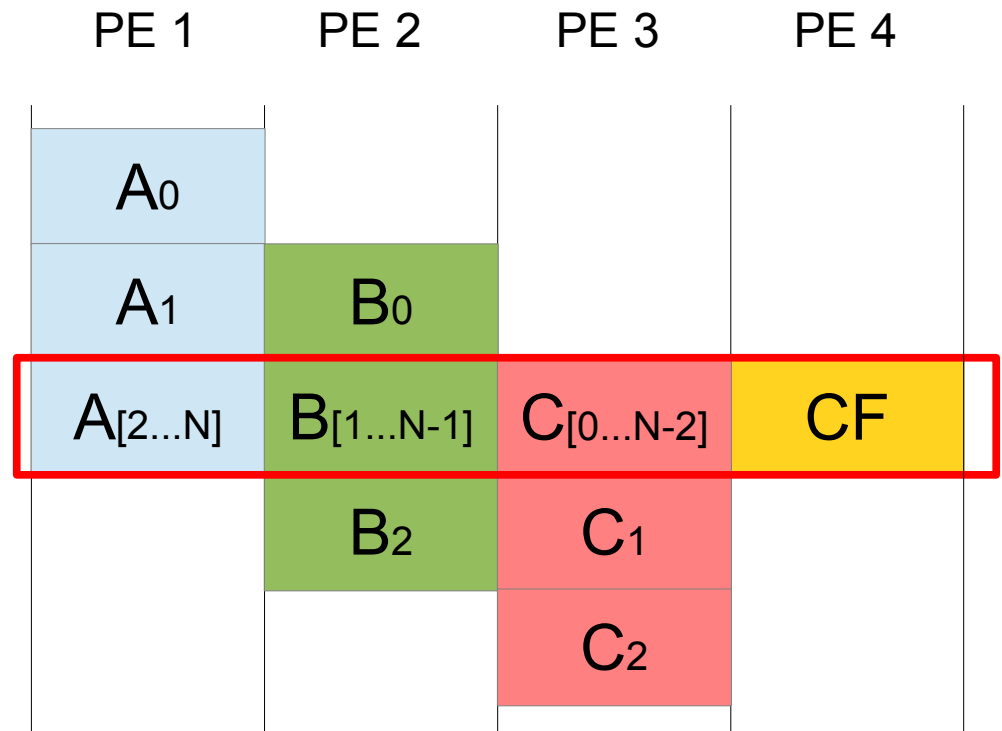 PE 1 PE 2 PE 3 PE 4
A0
A1 B0
A[2...N] B[1...N-1] C[0...N-2] CF
B2 C1
C2